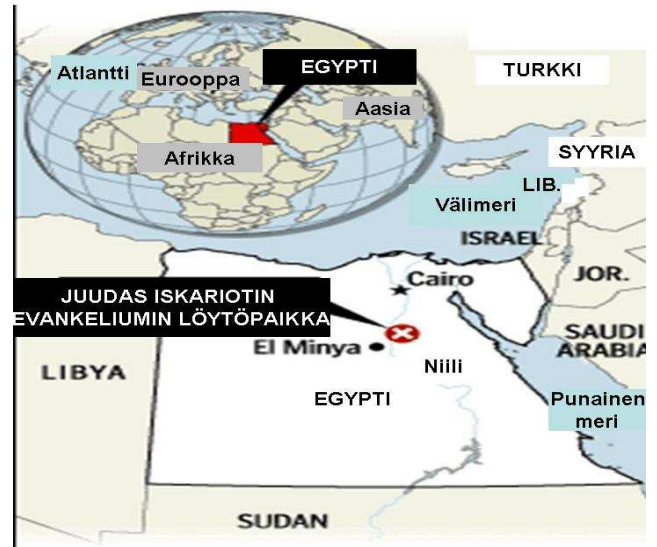 Atlantti
Eurooppa
EGYPTI
TURKKI
Aasia
Afrikka
SYYRIA
LIB.
Välimeri
ISRAEL
JUUDAS ISKARIOTIN
EVANKELIUMIN LÖYTÖPAIKKA
Cairo
JOR.
SAUDI
ARABIA
El Minya
LIBYA
Niili
EGYPTI
Punainen
meri
SUDAN